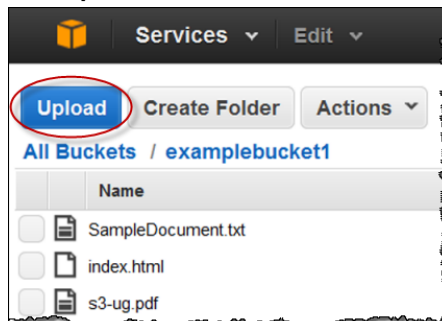 Services Edit
Upload Create Folder Actions
All Buckets / examplebucket1
Name
SampleDocument.txt
index.html
s3-ug.pdf